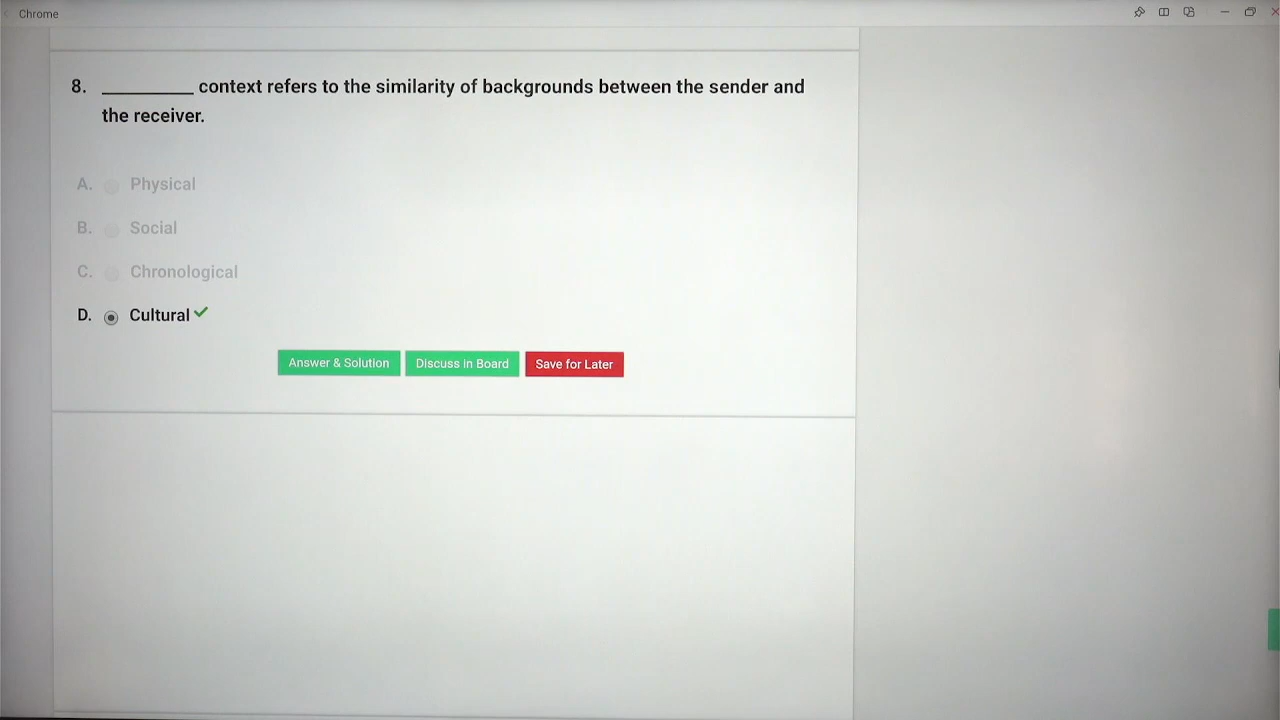 Chrome
8. _________ context refers to the similarity of backgrounds between the sender and
the receiver.
A. Physical
B. Social
C. Chronological
D. Cultural
Answer & Solution Discuss in Board Save for Later